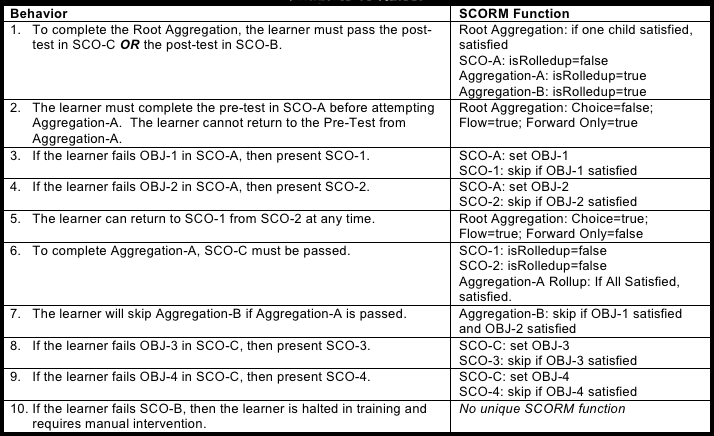 Behavior SCORM Function
1. To complete the Root Aggregation, the learner must pass the post-
test in SCO-C OR the post-test in SCO-B.
Root Aggregation: if one child satisfied,
satisfied
SCO-A: isRolledup=false
Aggregation-A: isRolledup=true
Aggregation-B: isRolledup=true
2. The learner must complete the pre-test in SCO-A before attempting
Aggregation-A. The learner cannot return to the Pre-Test from
Aggregation-A.
Root Aggregation: Choice=false;
Flow=true; Forward Only=true
3. If the learner fails OBJ-1 in SCO-A, then present SCO-1.
SCO-A: set OBJ-1
SCO-1: skip if OBJ-1 satisfied
4. If the learner fails OBJ-2 in SCO-A, then present SCO-2.
SCO-A: set OBJ-2
SCO-2: skip if OBJ-2 satisfied
5. The learner can return to SCO-1 from SCO-2 at any time.
Root Aggregation: Choice=true;
Flow=true; Forward Only=false
6. To complete Aggregation-A, SCO-C must be passed.
SCO-1: isRolledup=false
SCO-2: isRolledup=false
Aggregation-A Rollup: If All Satisfied,
satisfied.
7. The learner will skip Aggregation-B if Aggregation-A is passed.
Aggregation-B: skip if OBJ-1 satisfied
and OBJ-2 satisfied
8. If the learner fails OBJ-3 in SCO-C, then present SCO-3.
SCO-C: set OBJ-3
SCO-3: skip if OBJ-3 satisfied
9. If the learner fails OBJ-4 in SCO-C, then present SCO-4.
SCO-C: set OBJ-4
SCO-4: skip if OBJ-4 satisfied
10. If the learner fails SCO-B, then the learner is halted in training and
requires manual intervention.
No unique SCORM function